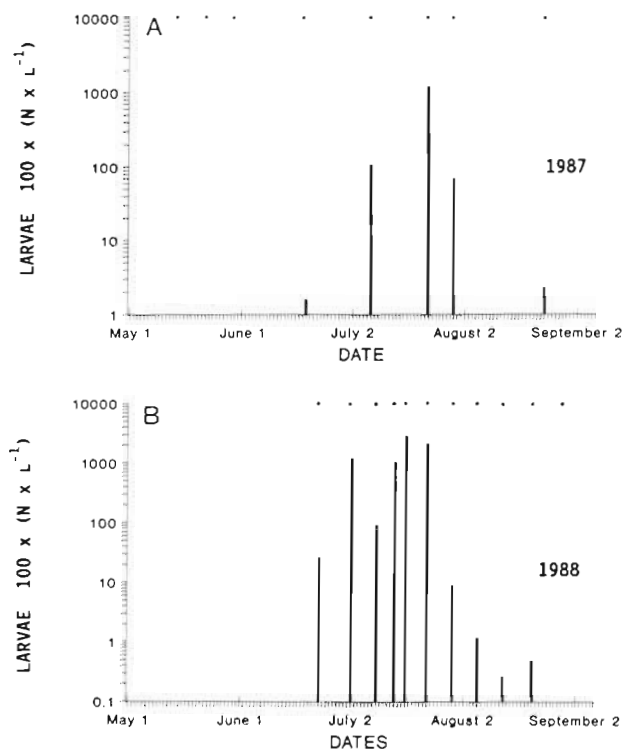 A
10000
1000
100
10
1
LARVAE 100 x (N x L⁻¹)
1987
May 1 June 1 July 2 August 2 September 2
DATE
B
10000
1000
100
10
1
0.1
LARVAE 100 x (N x L⁻¹)
1988
May 1 June 1 July 2 August 2 September 2
DATES